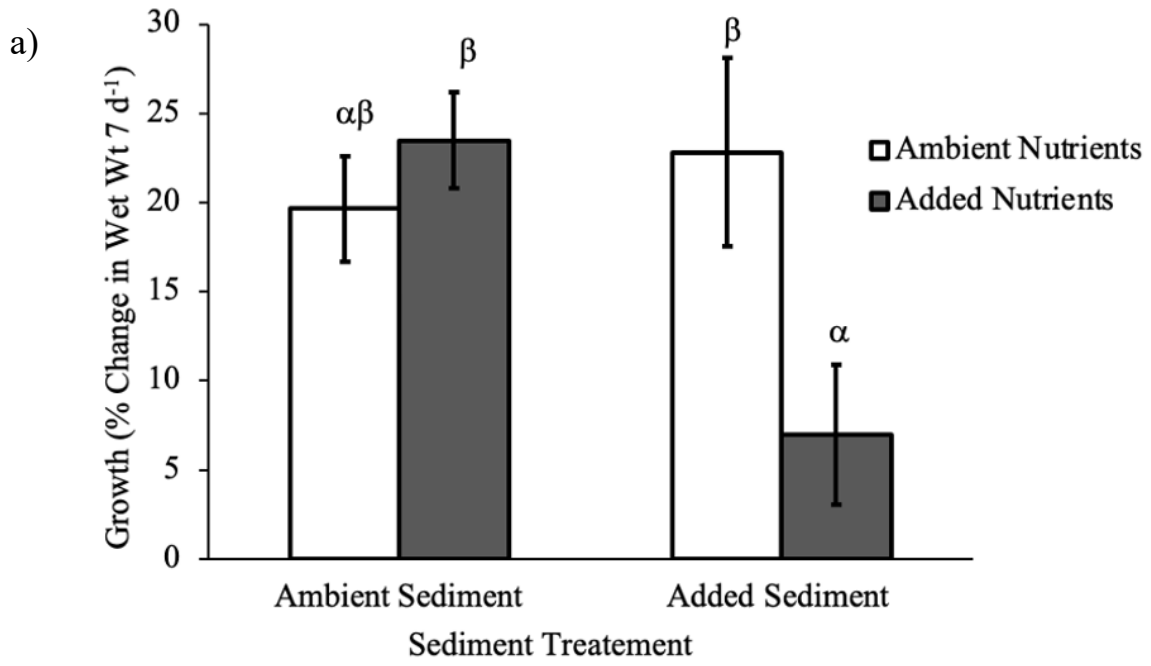 a)
Growth (% Change in Wet Wt 7 d⁻¹)
30
25
20
15
10
5
0
αβ
β
β
α
Ambient Nutrients
Added Nutrients
Ambient Sediment
Added Sediment
Sediment Treatement